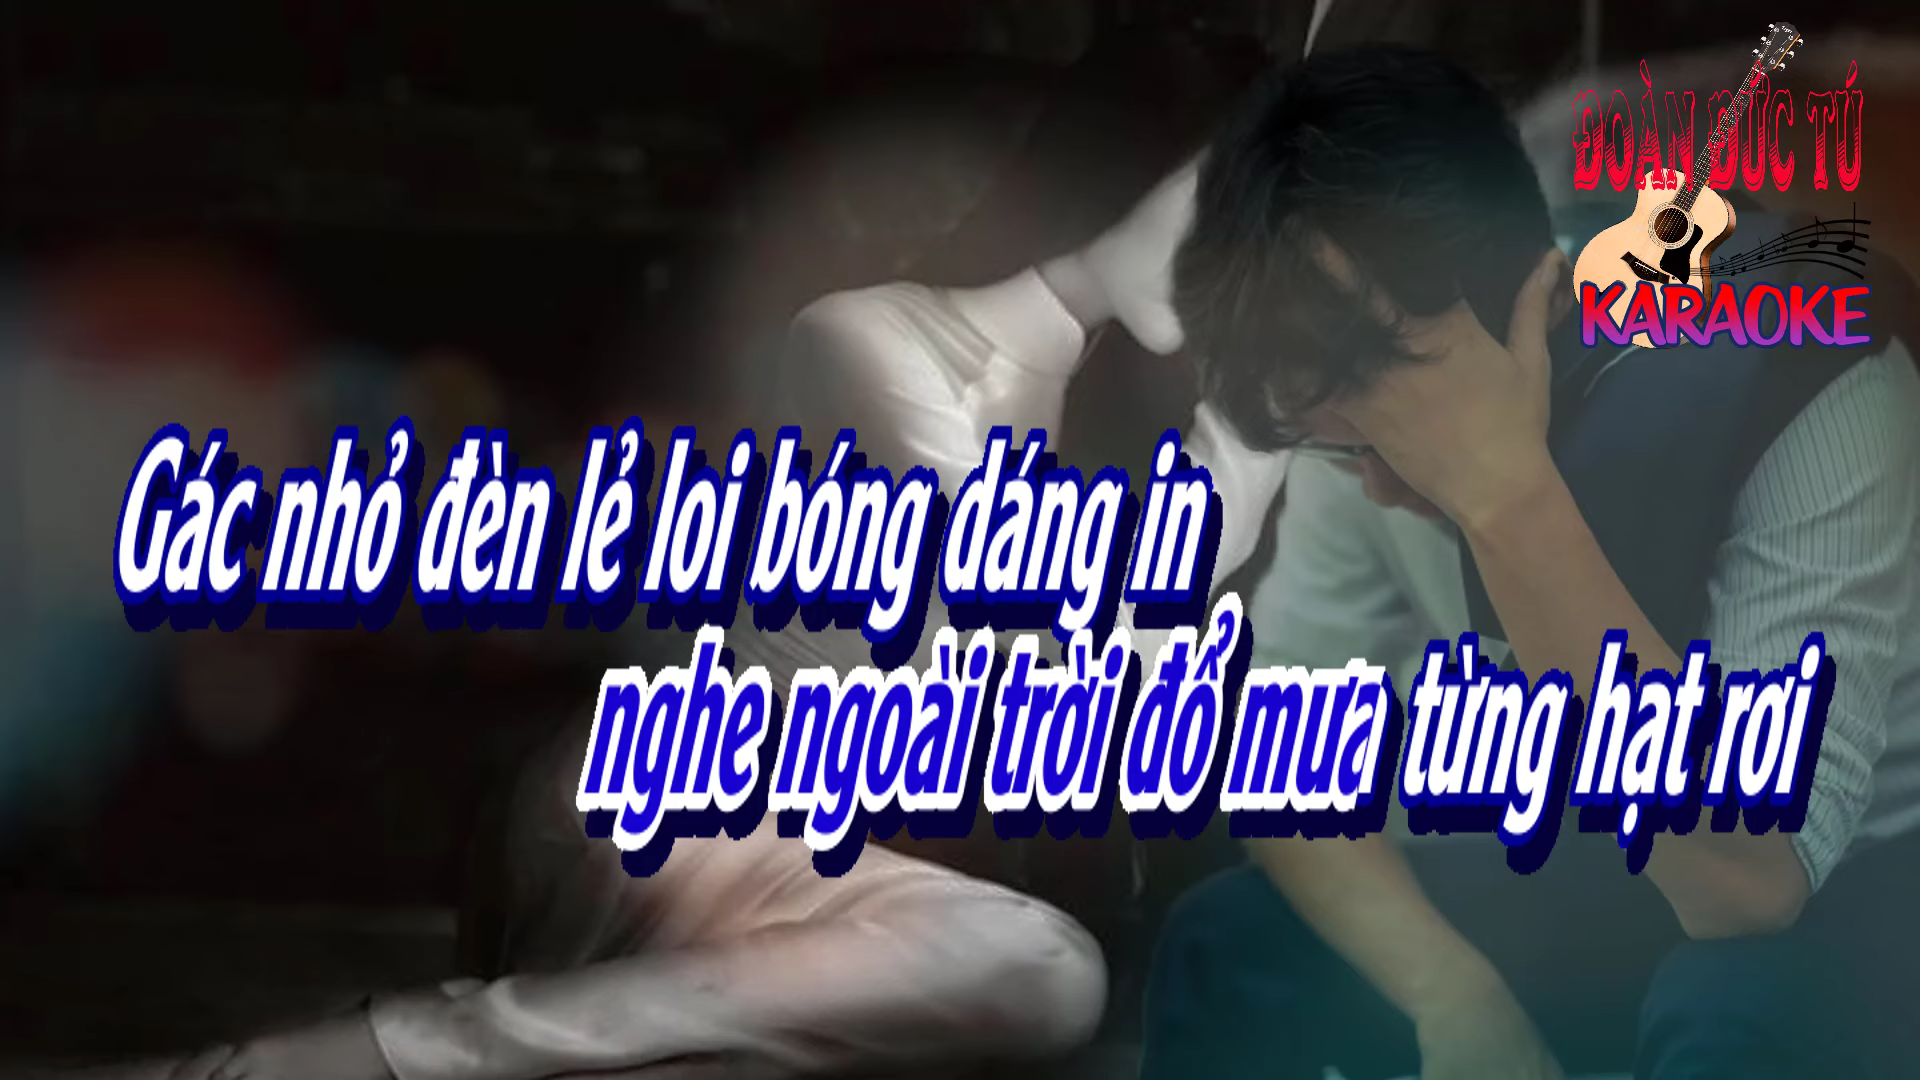 ĐOÀN ĐỨC TÚ
KARAOKE
Gác nhỏ đèn lẻ loi bóng dáng in
nghe ngoài trời đổ mưa từng hạt rơi